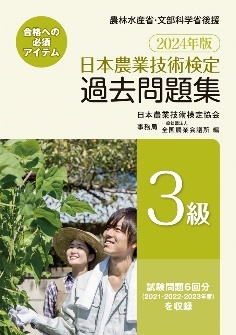 農林水産省・文部科学省後援
合格への
必須
アイテム
2024年版
日本農業技術検定
過去問題集
日本農業技術検定協会
事務局 一般社団法人 全国農業会議所 編
3級
試験問題6回分
(2021・2022・2023年度)
を収録